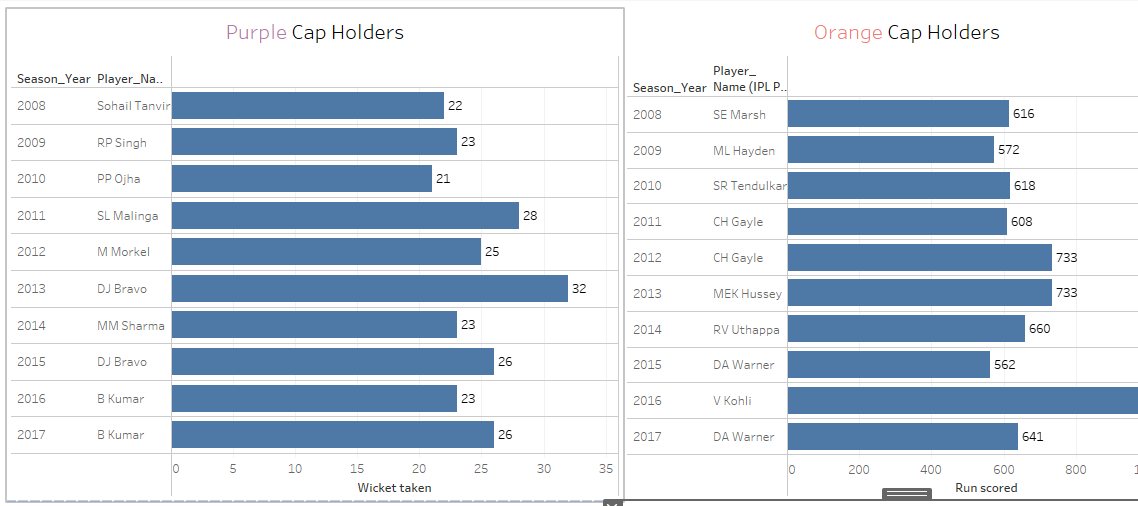 Purple Cap Holders
Season_Year Player_Na..
2008 Sohail Tanvir 22
2009 RP Singh 23
2010 PP Ojha 21
2011 SL Malinga 28
2012 M Morkel 25
2013 DJ Bravo 32
2014 MM Sharma 23
2015 DJ Bravo 26
2016 B Kumar 23
2017 B Kumar 26
0 5 10 15 20 25 30 35
Wicket taken
Orange Cap Holders
Player_
Season_Year Name (IPL P..
2008 SE Marsh 616
2009 ML Hayden 572
2010 SR Tendulkar 618
2011 CH Gayle 608
2012 CH Gayle 733
2013 MEK Hussey 733
2014 RV Uthappa 660
2015 DA Warner 562
2016 V Kohli
2017 DA Warner 641
0 200 400 600 800
Run scored